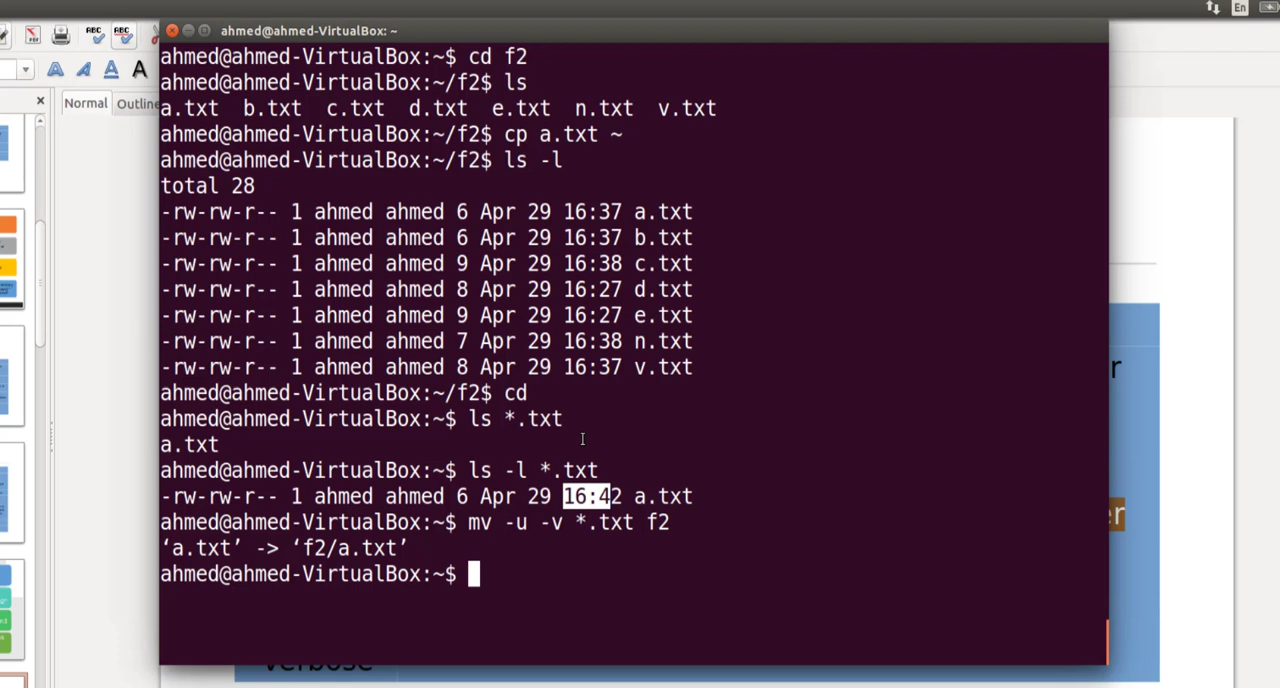 En
ahmed@ahmed-VirtualBox: ~
ABC ABC
A A A A
Normal Outline
ahmed@ahmed-VirtualBox:~$ cd f2
ahmed@ahmed-VirtualBox:~/f2$ ls
a.txt b.txt c.txt d.txt e.txt n.txt v.txt
ahmed@ahmed-VirtualBox:~/f2$ cp a.txt ~
ahmed@ahmed-VirtualBox:~/f2$ ls -l
total 28
-rw-rw-r-- 1 ahmed ahmed 6 Apr 29 16:37 a.txt
-rw-rw-r-- 1 ahmed ahmed 6 Apr 29 16:37 b.txt
-rw-rw-r-- 1 ahmed ahmed 9 Apr 29 16:38 c.txt
-rw-rw-r-- 1 ahmed ahmed 8 Apr 29 16:27 d.txt
-rw-rw-r-- 1 ahmed ahmed 9 Apr 29 16:27 e.txt
-rw-rw-r-- 1 ahmed ahmed 7 Apr 29 16:38 n.txt
-rw-rw-r-- 1 ahmed ahmed 8 Apr 29 16:37 v.txt
ahmed@ahmed-VirtualBox:~/f2$ cd
ahmed@ahmed-VirtualBox:~$ ls *.txt
a.txt
ahmed@ahmed-VirtualBox:~$ ls -l *.txt
-rw-rw-r-- 1 ahmed ahmed 6 Apr 29 16:42 a.txt
ahmed@ahmed-VirtualBox:~$ mv -u -v *.txt f2
‘a.txt’ -> ‘f2/a.txt’
ahmed@ahmed-VirtualBox:~$
verbose